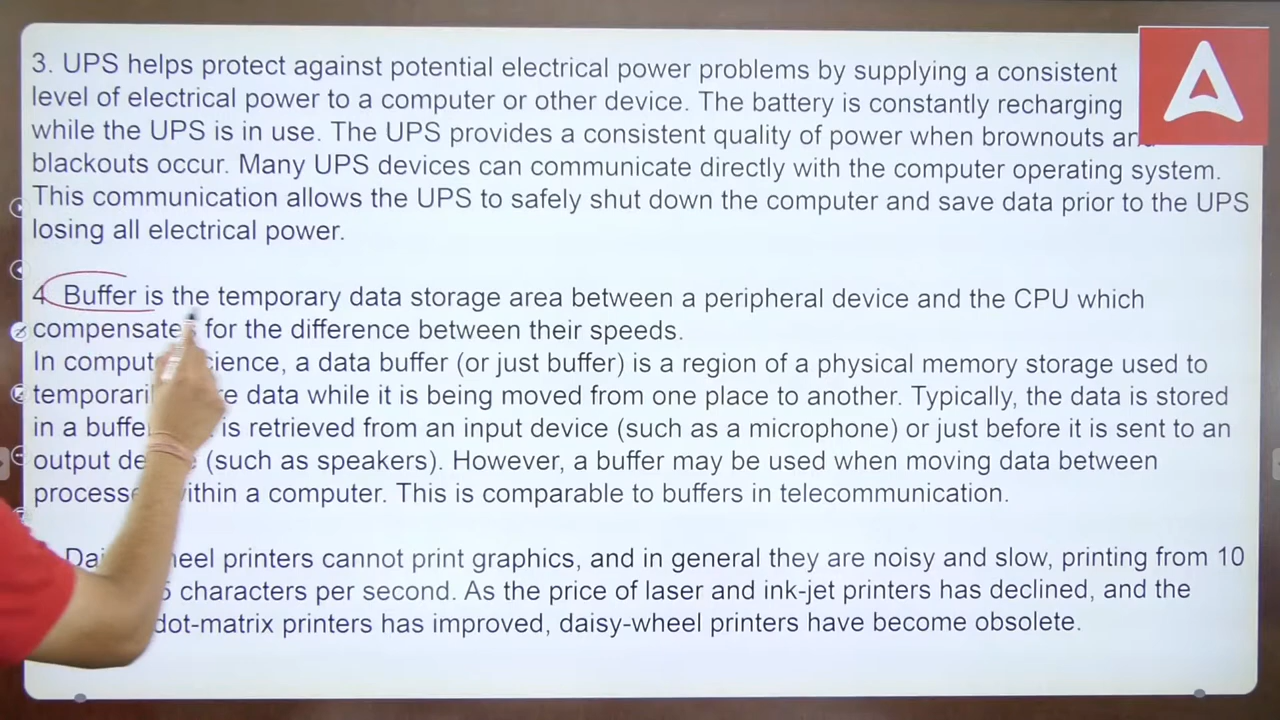 3. UPS helps protect against potential electrical power problems by supplying a consistent
level of electrical power to a computer or other device. The battery is constantly recharging
while the UPS is in use. The UPS provides a consistent quality of power when brownouts
blackouts occur. Many UPS devices can communicate directly with the computer operating system.
This communication allows the UPS to safely shut down the computer and save data prior to the UPS
losing all electrical power.
4 Buffer is the temporary data storage area between a peripheral device and the CPU which
compensates for the difference between their speeds.
In a data buffer (or just buffer) is a region of a physical memory storage used to
data while it is being moved from one place to another. Typically, the data is stored
in a is retrieved from an input device (such as a microphone) or just before it is sent to an
output (such as speakers). However, a buffer may be used when moving data between
within a computer. This is comparable to buffers in telecommunication.
printers cannot print graphics, and in general they are noisy and slow, printing from 10
characters per second. As the price of laser and ink-jet printers has declined, and the
dot-matrix printers has improved, daisy-wheel printers have become obsolete.